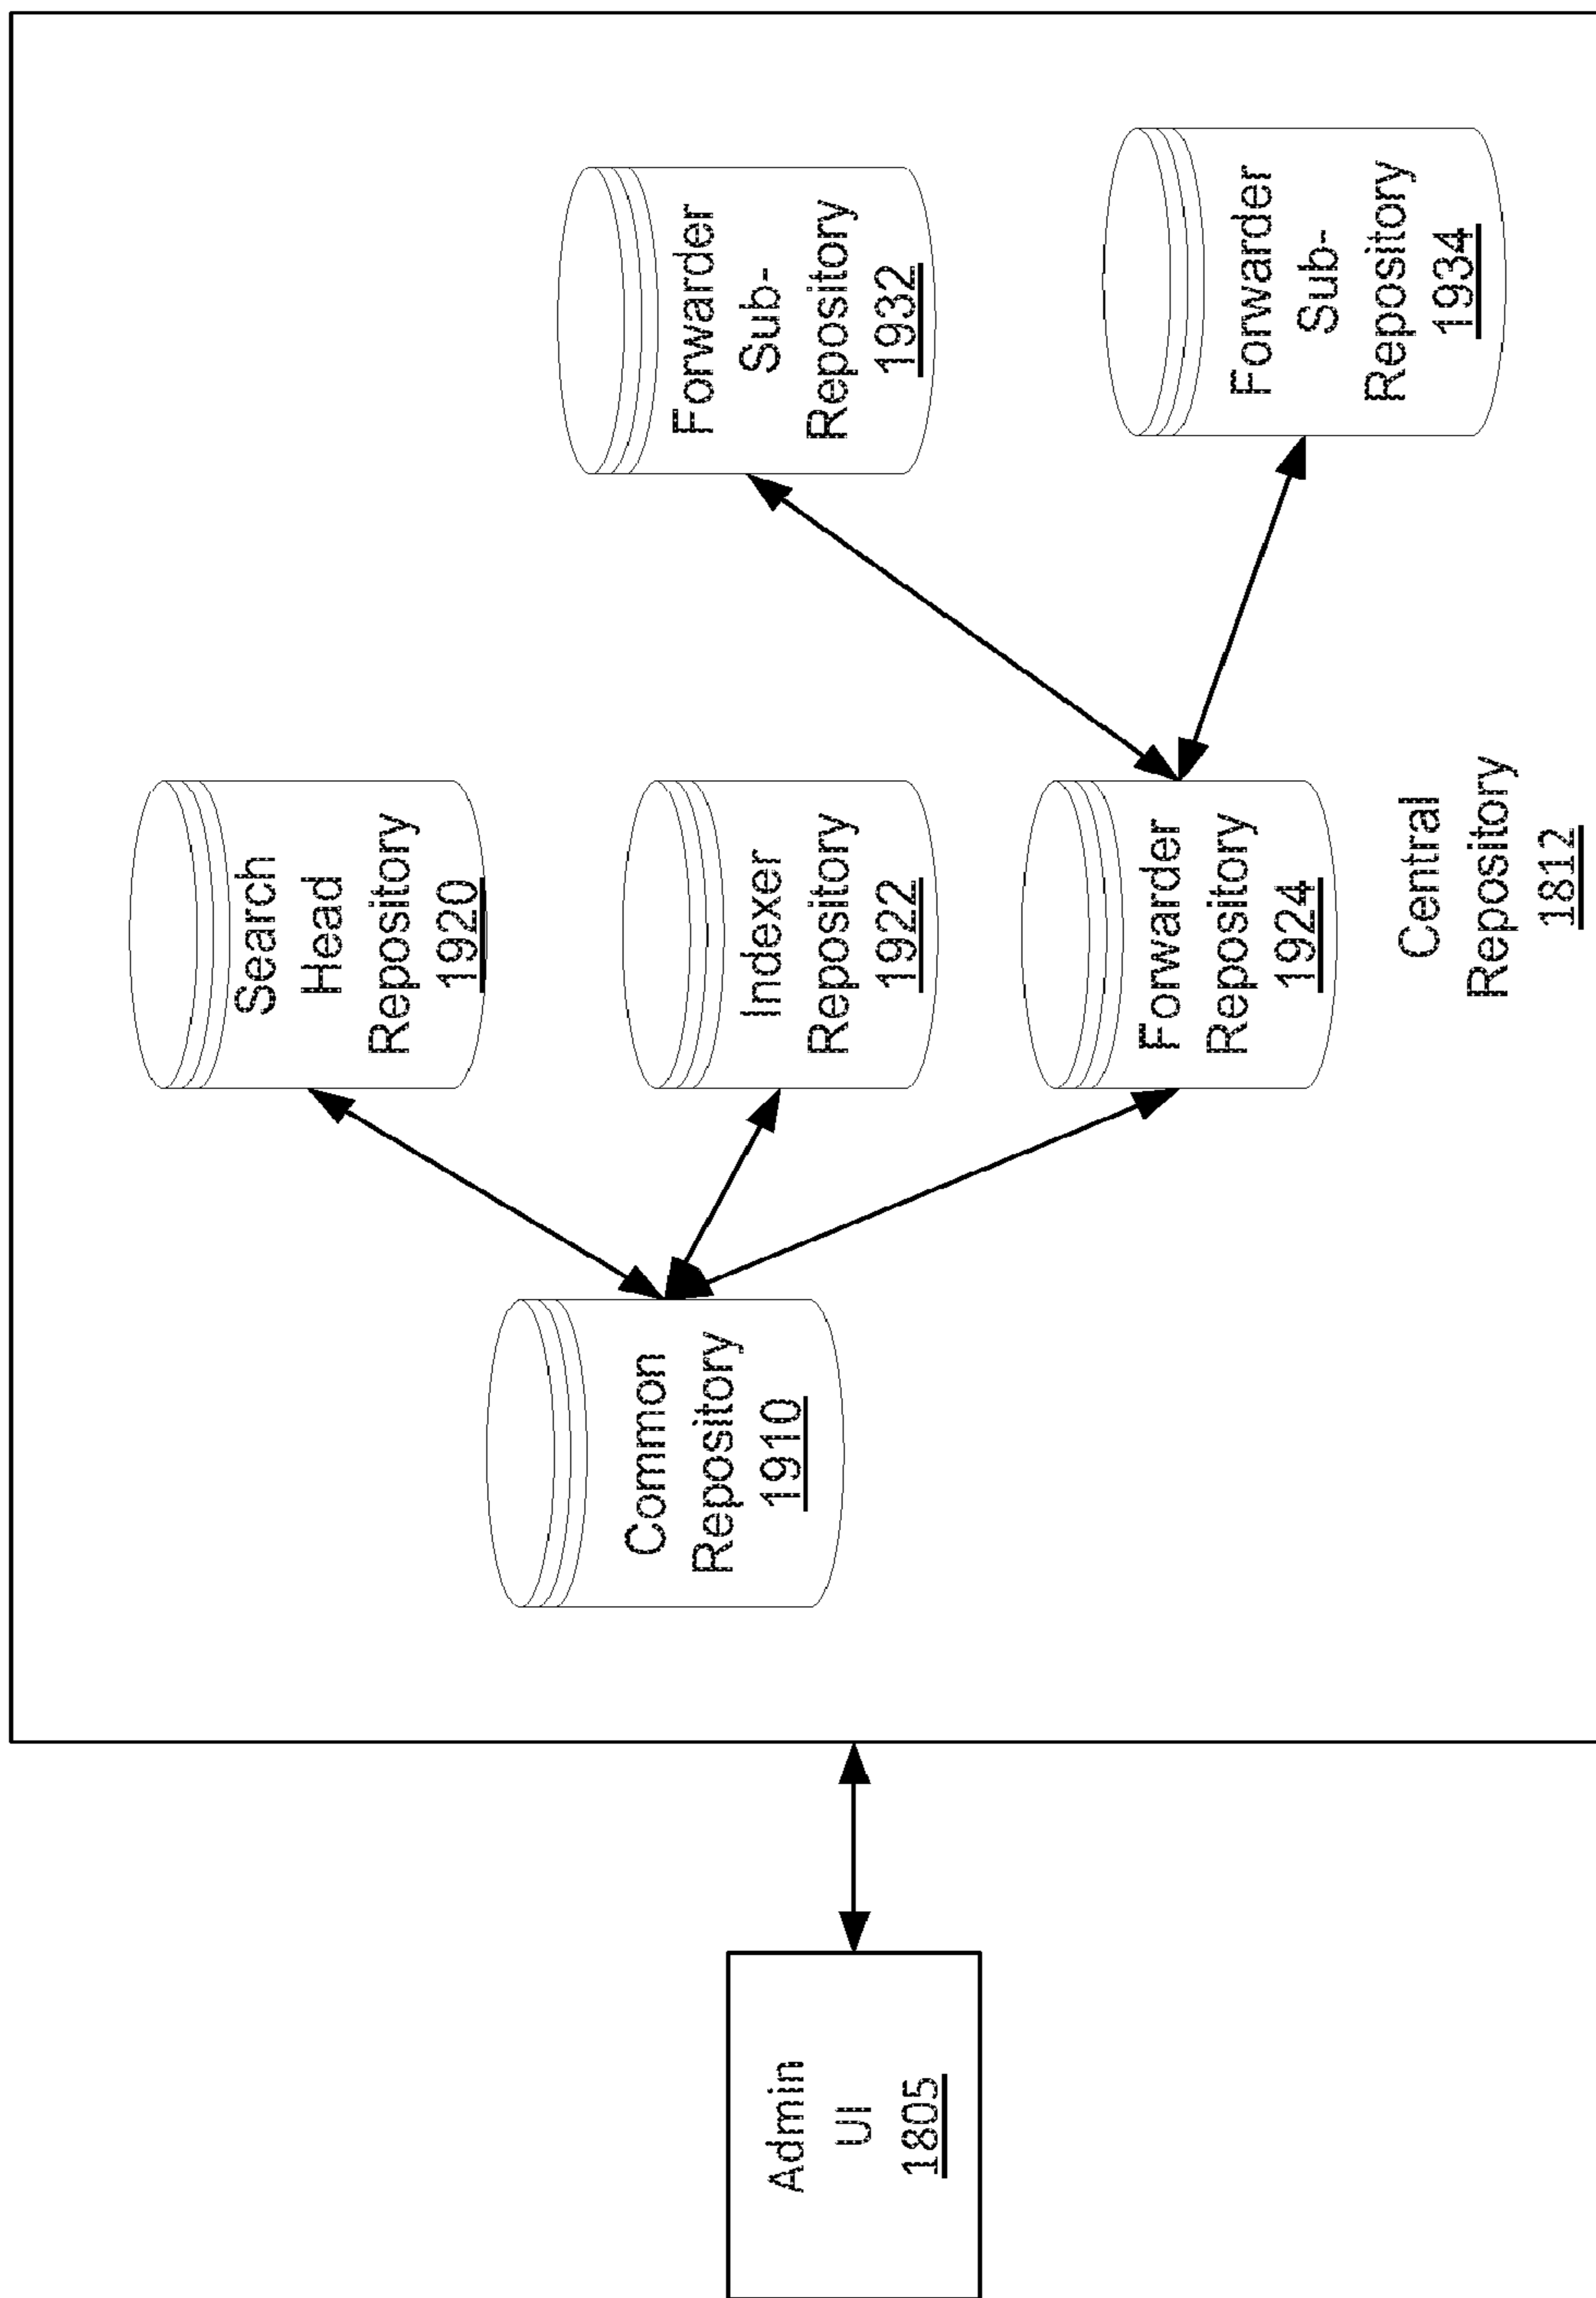 Admin
UI
1805
Common
Repository
1910
Search
Head
Repository
1920
Indexer
Repository
1922
Forwarder
Repository
1924
Forwarder
Sub-
Repository
1932
Forwarder
Sub-
Repository
1934
Central
Repository
1812